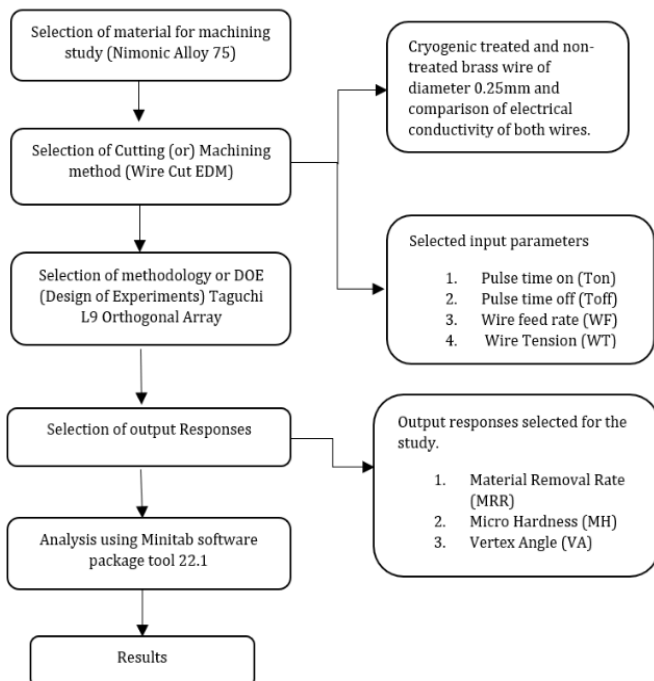 Selection of material for machining
study (Nimonic Alloy 75)
Cryogenic treated and non-
treated brass wire of
diameter 0.25mm and
comparison of electrical
conductivity of both wires.
Selection of Cutting (or) Machining
method (Wire Cut EDM)
Selected input parameters
1. Pulse time on (Ton)
2. Pulse time off (Toff)
3. Wire feed rate (WF)
4. Wire Tension (WT)
Selection of methodology or DOE
(Design of Experiments) Taguchi
L9 Orthogonal Array
Selection of output Responses
Output responses selected for the
study.
1. Material Removal Rate
(MRR)
2. Micro Hardness (MH)
3. Vertex Angle (VA)
Analysis using Minitab software
package tool 22.1
Results